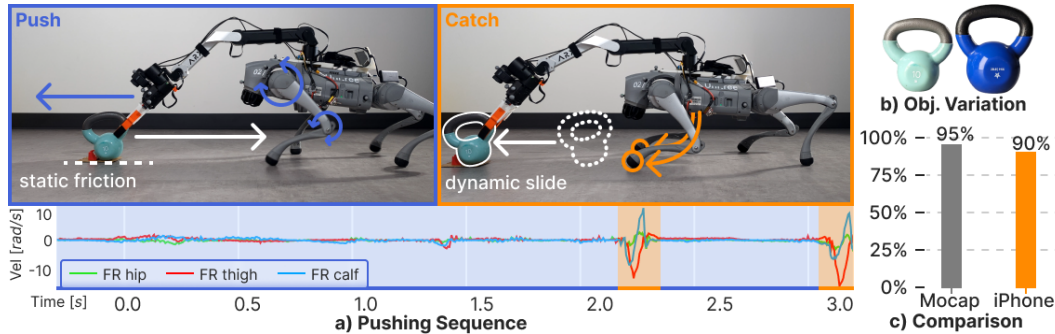 Push
static friction
Catch
dynamic slide
10
0
-10
Vel [rad/s]
FR hip
FR thigh
FR calf
Time [s]
0.0
0.5
1.0
1.5
2.0
2.5
3.0
a) Pushing Sequence
b) Obj. Variation
100%
75%
50%
25%
0%
95%
90%
Mocap
iPhone
c) Comparison